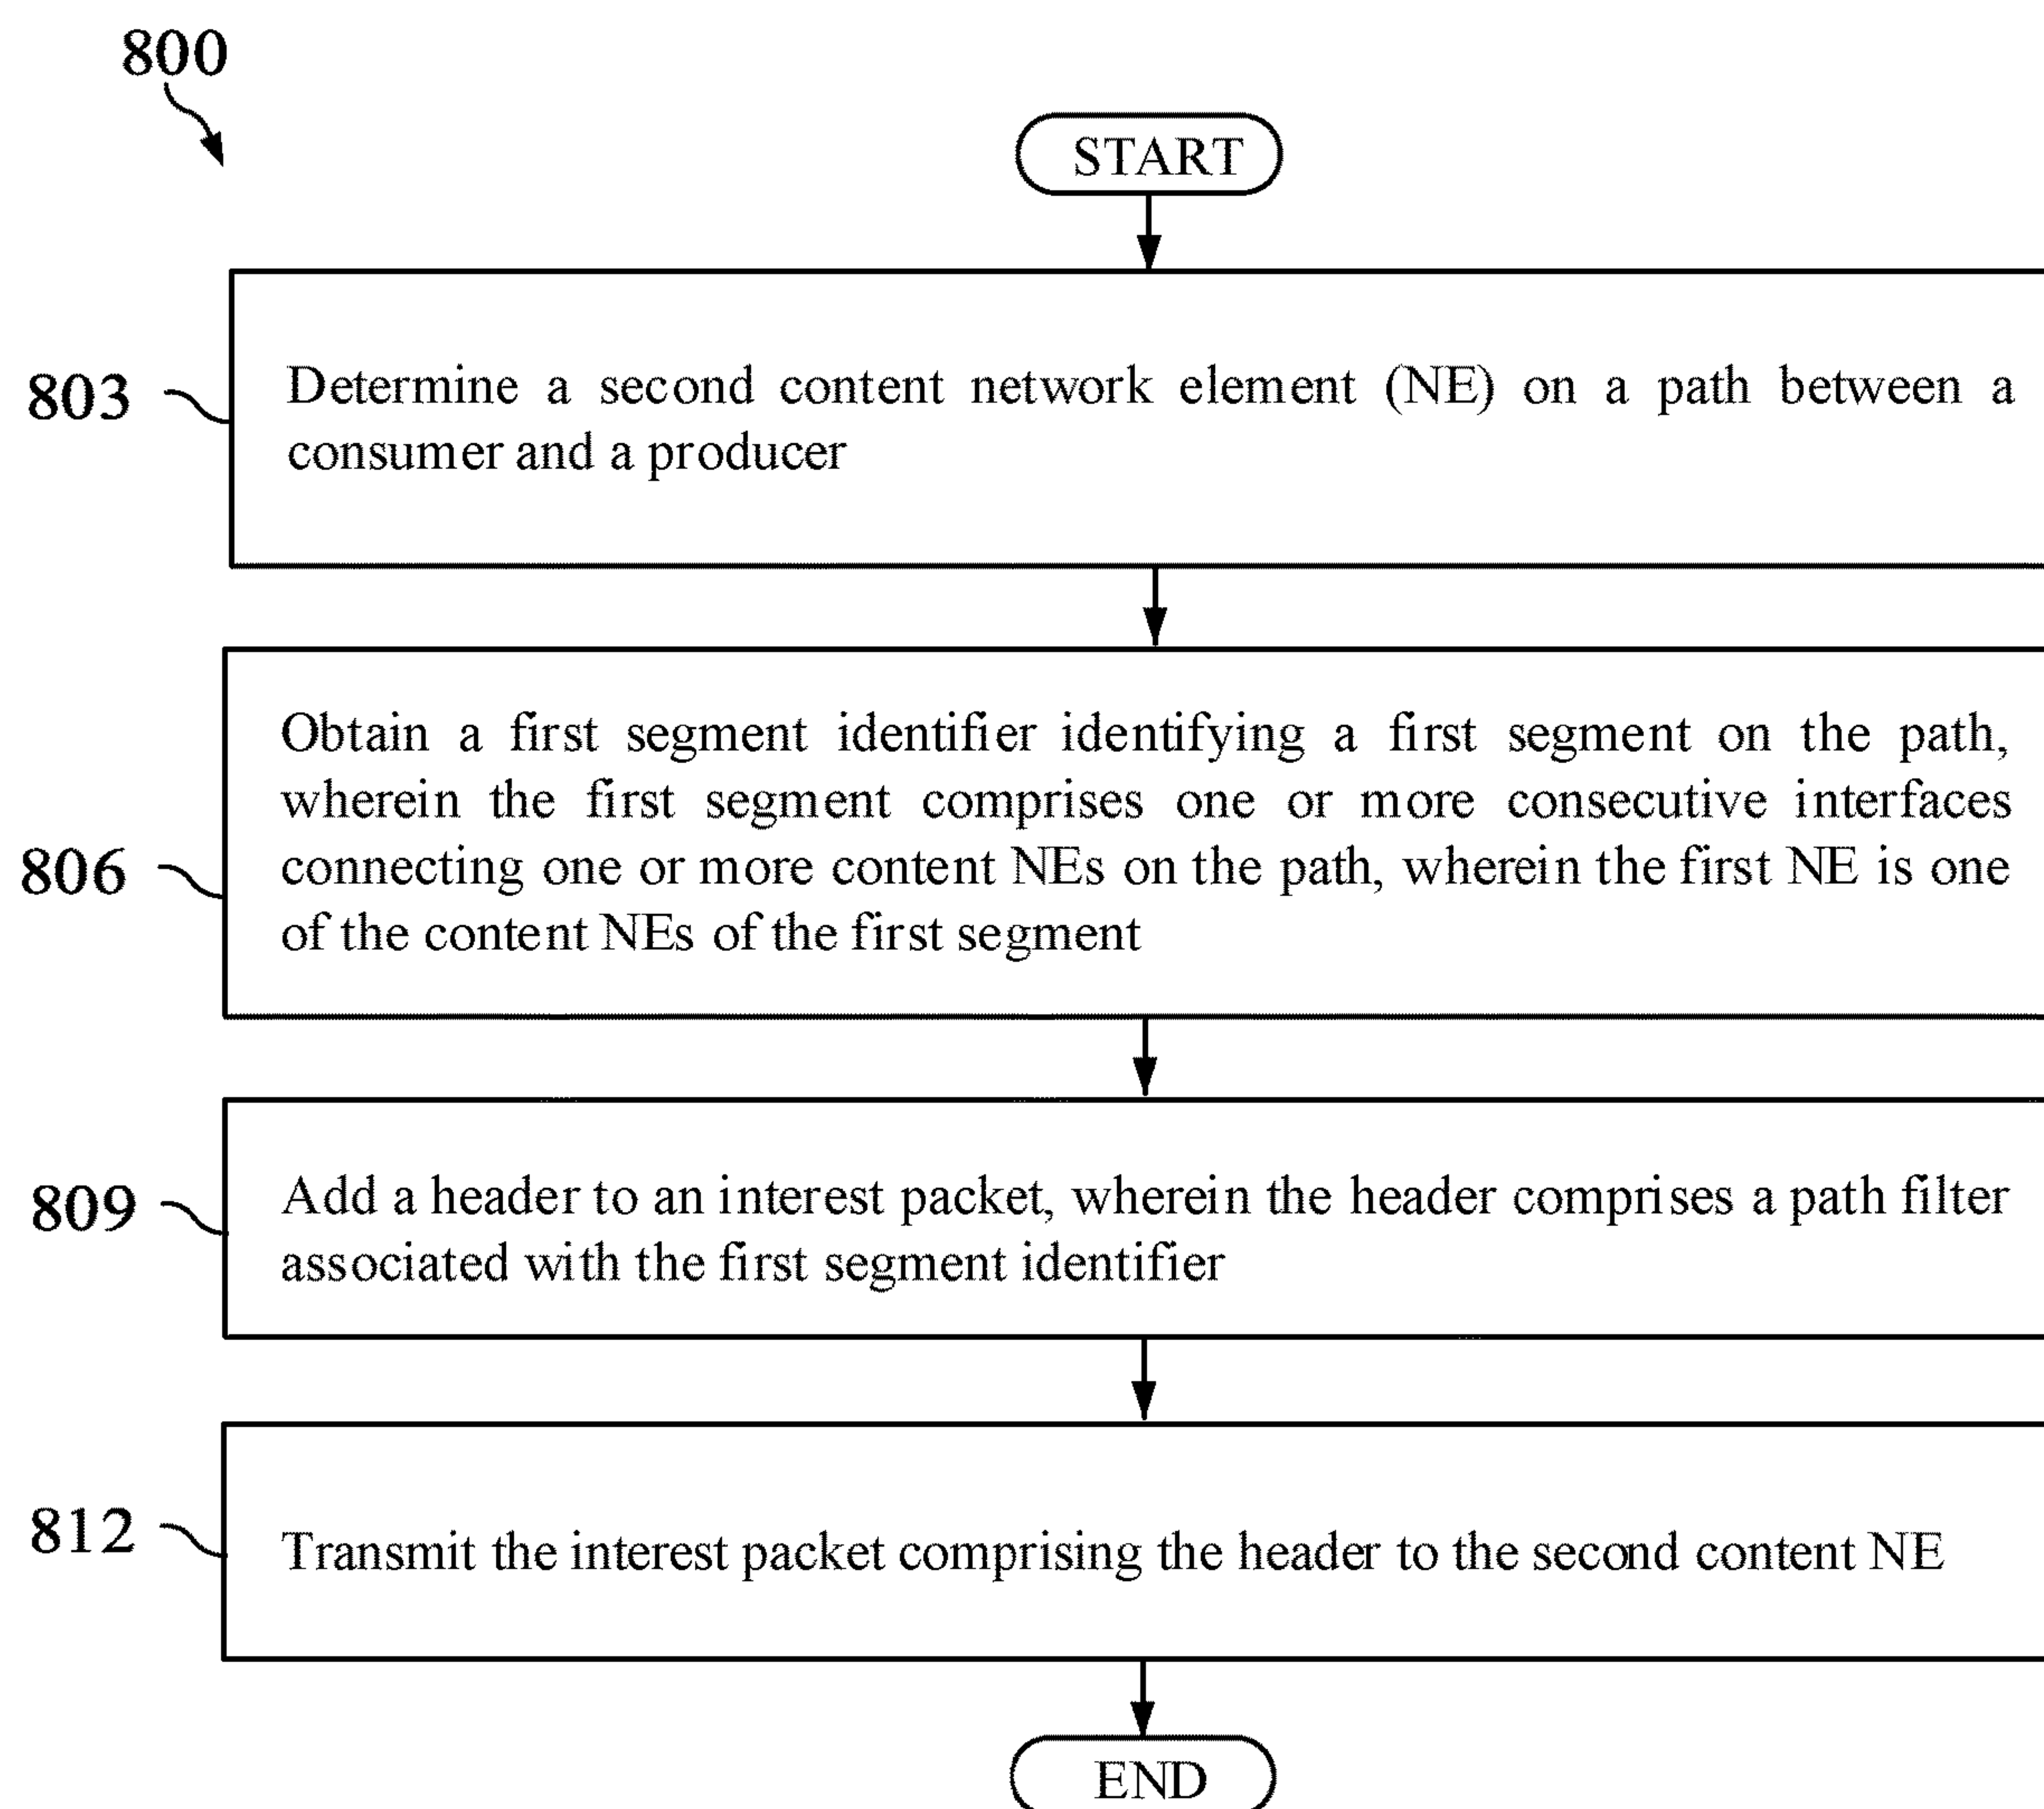 800
START
803
Determine a second content network element (NE) on a path between a
consumer and a producer
806
Obtain a first segment identifier identifying a first segment on the path,
wherein the first segment comprises one or more consecutive interfaces
connecting one or more content NEs on the path, wherein the first NE is one
of the content NEs of the first segment
809
Add a header to an interest packet, wherein the header comprises a path filter
associated with the first segment identifier
812
Transmit the interest packet comprising the header to the second content NE
END